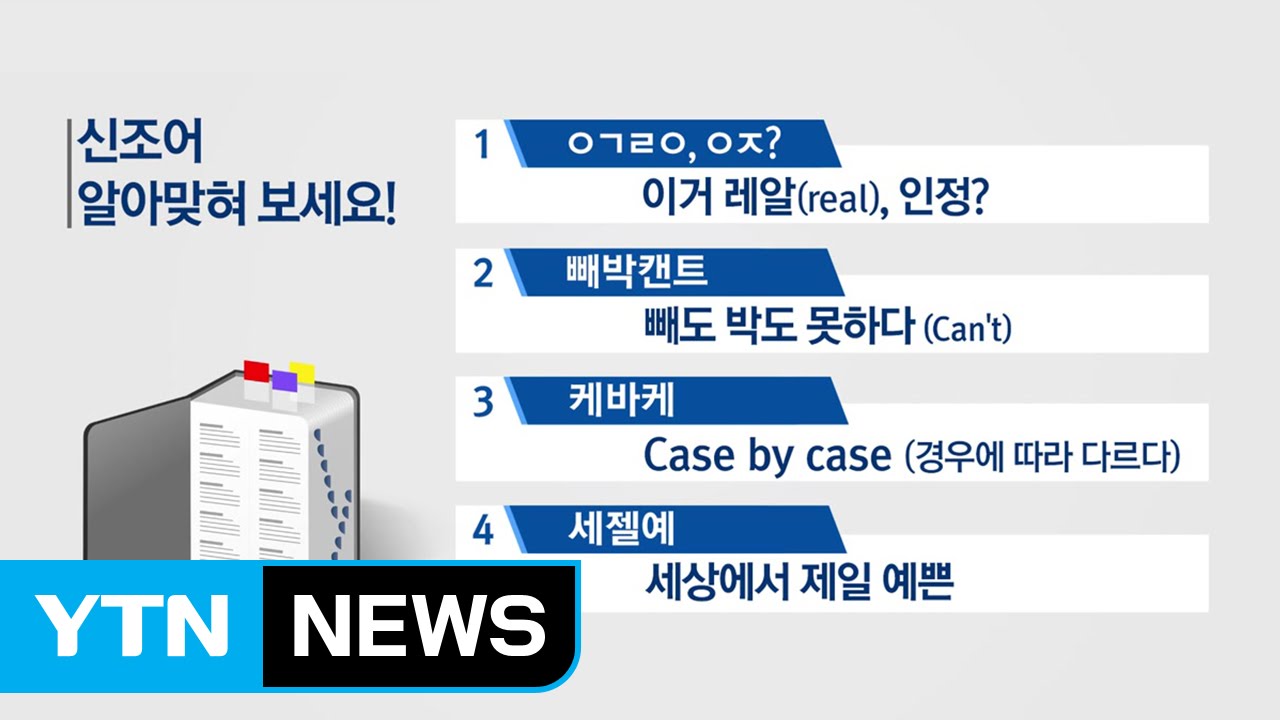 신조어
알아맞혀 보세요!
1 ㅇㄱㄹㅇ, ㅇㅈ?
이거 레알(real), 인정?
2 빼박캔트
빼도 박도 못하다 (Can't)
3 케바케
Case by case (경우에 따라 다르다)
4 세젤예
세상에서 제일 예쁜
YTN NEWS